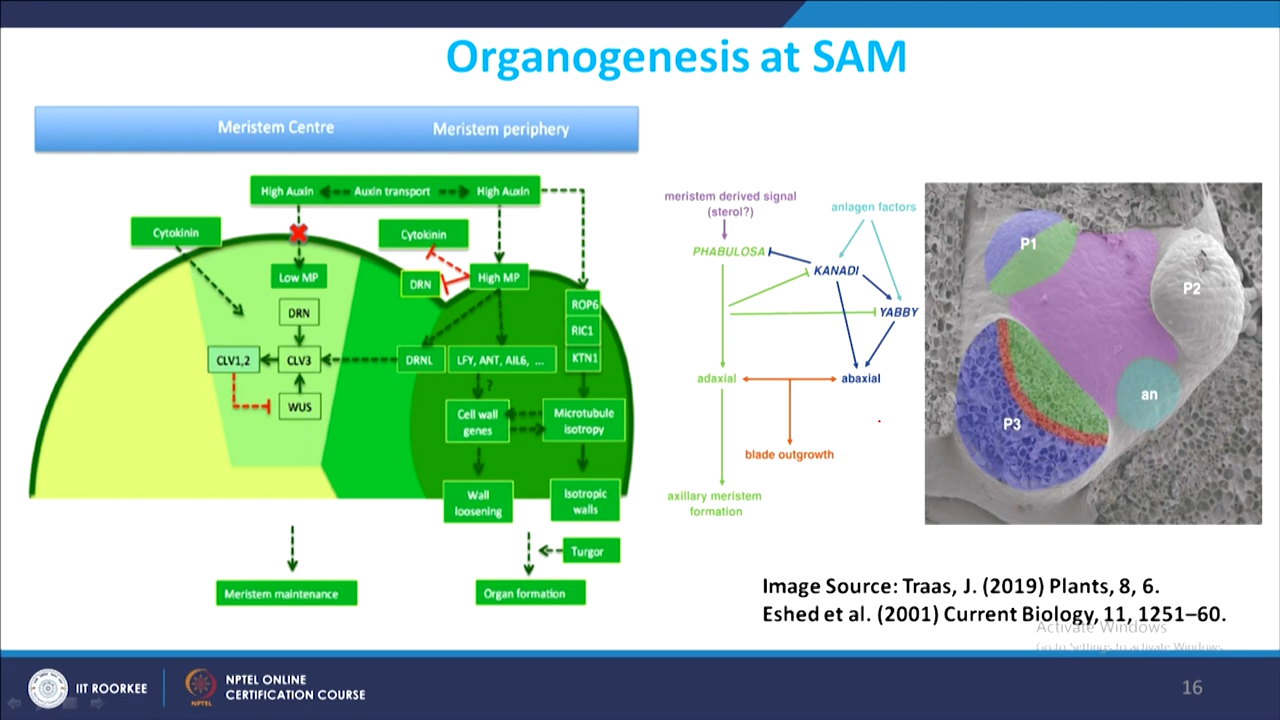 Organogenesis at SAM
Meristem Centre
Meristem periphery
High Auxin
Auxin transport
High Auxin
Cytokinin
Cytokinin
Low MP
DRN
High MP
DRN
ROP6
RIC1
KTN1
CLV1,2
CLV3
DRNL
LFY, ANT, AIL6, ...
?
WUS
Cell wall
genes
Microtubule
isotropy
Wall
loosening
Isotropic
walls
Turgor
Meristem maintenance
Organ formation
meristem derived signal
(sterol?)
anlagen factors
PHABULOSA
KANADI
YABBY
adaxial
abaxial
blade outgrowth
axillary meristem
formation
P1
P2
an
P3
Image Source: Traas, J. (2019) Plants, 8, 6.
Eshed et al. (2001) Current Biology, 11, 1251–60.
Activate Windows
Go to Settings to activate Windows.
IIT ROORKEE
NPTEL
NPTEL ONLINE
CERTIFICATION COURSE
16